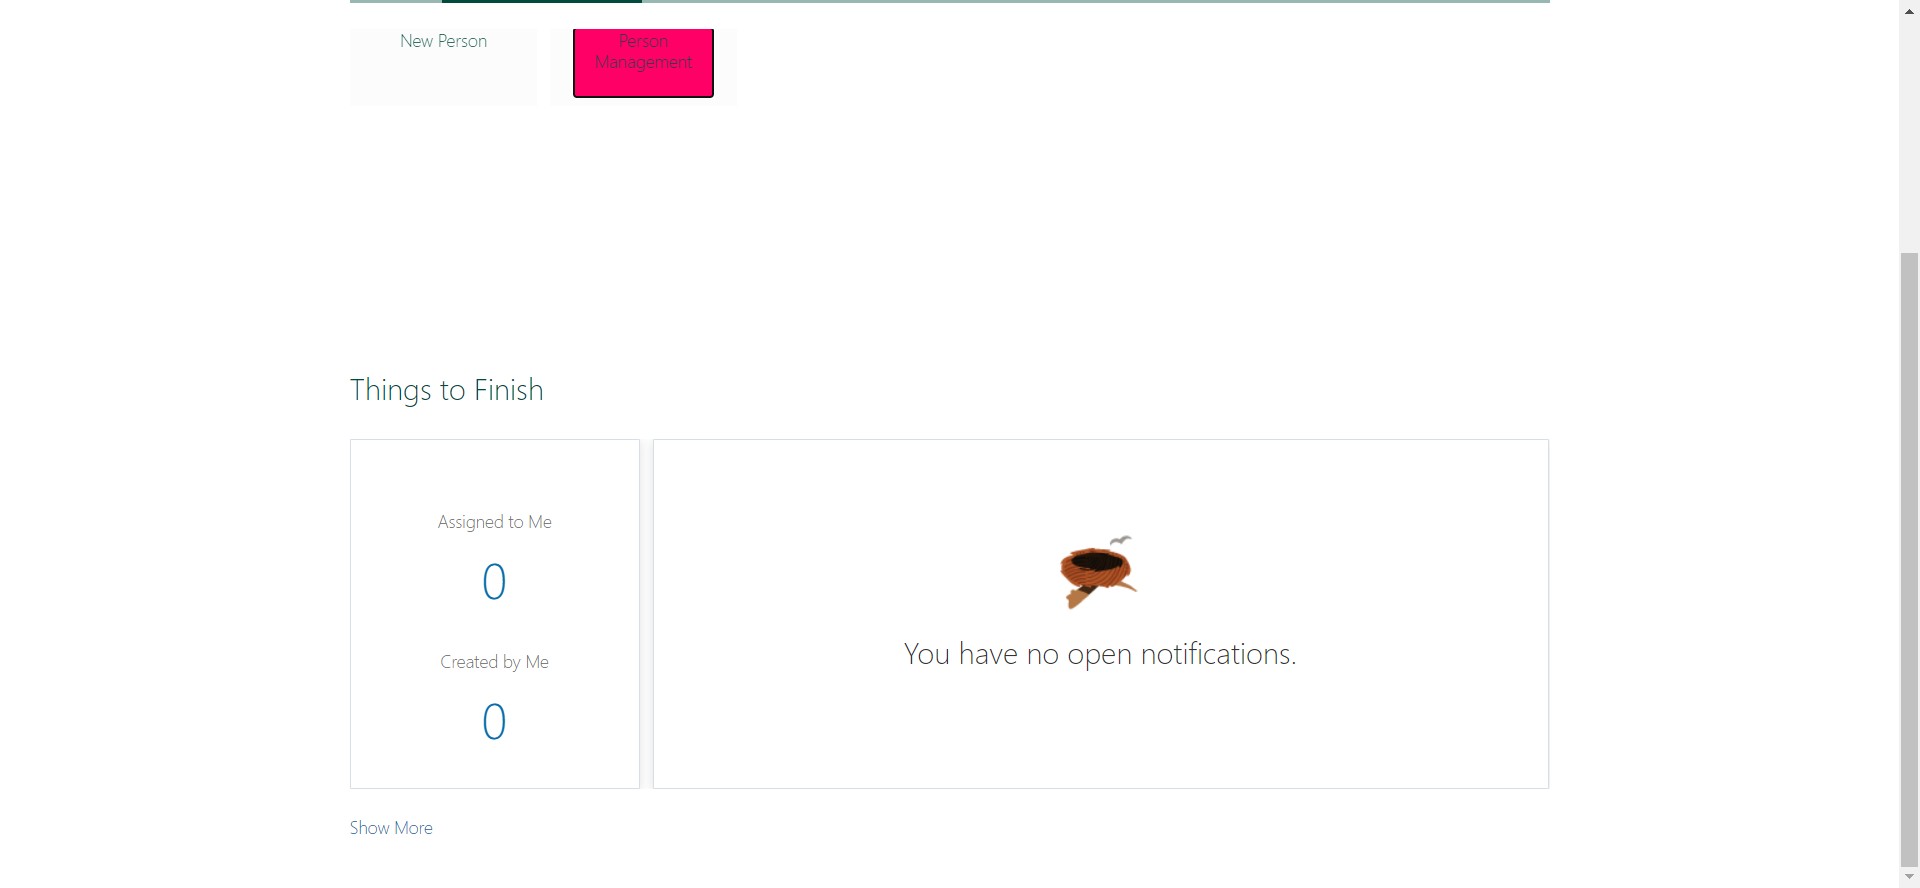 New Person
Person
Management
Things to Finish
Assigned to Me
0
Created by Me
0
You have no open notifications.
Show More